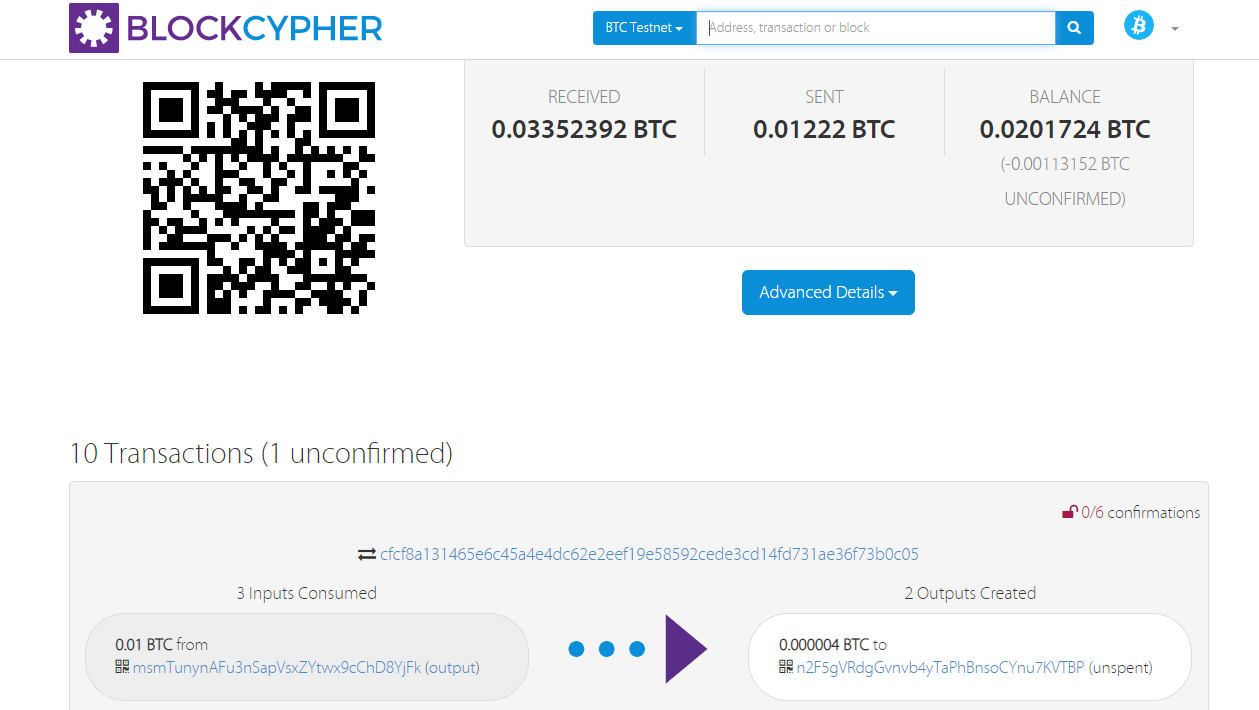 BLOCKCYPHER
BTC Testnet
Address, transaction or block
RECEIVED
0.03352392 BTC
SENT
0.01222 BTC
BALANCE
0.0201724 BTC
(-0.00113152 BTC
UNCONFIRMED)
Advanced Details
10 Transactions (1 unconfirmed)
0/6 confirmations
cfcf8a131465e6c45a4e4dc62e2eef19e58592cede3cd14fd731ae36f73b0c05
3 Inputs Consumed
2 Outputs Created
0.01 BTC from
msmTunynAFu3nSapVsxZYtwx9cChD8YjFk (output)
0.000004 BTC to
n2F5gVRdgGvnvb4yTaPhBnsoCYnu7KVTBP (unspent)